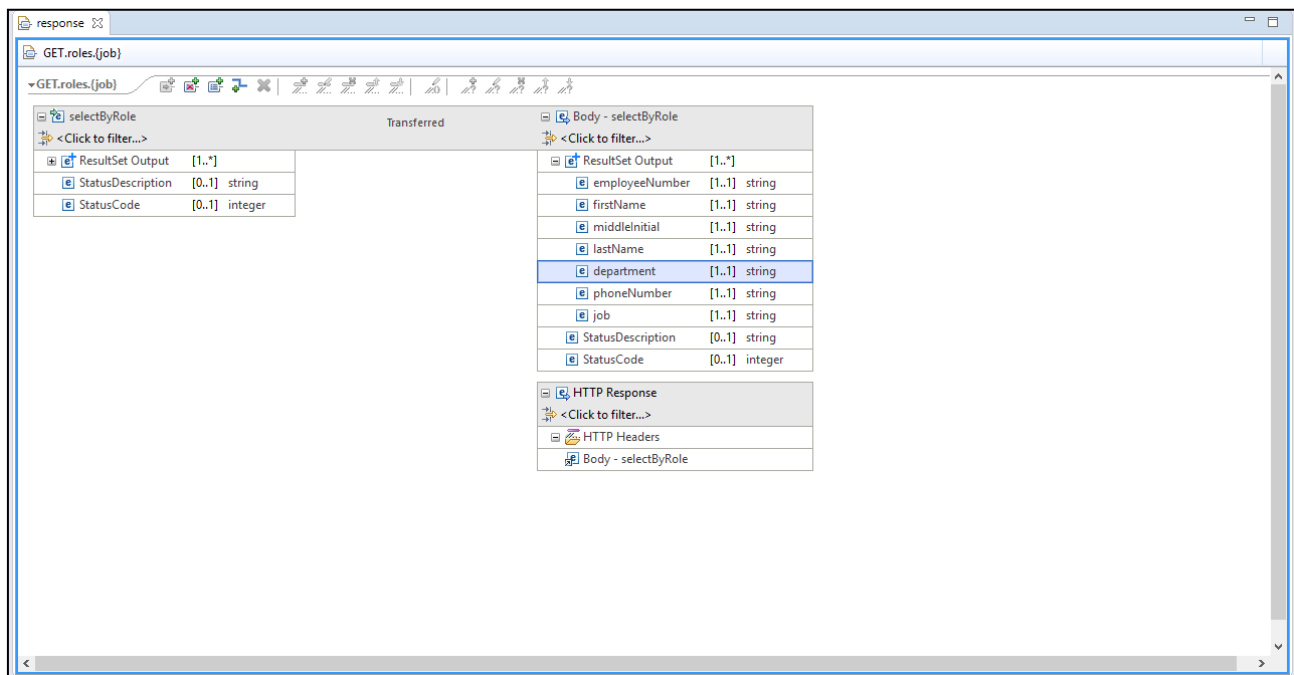 response
GET.roles.{job}
GET.roles.{job}
selectByRole
<Click to filter...>
ResultSet Output [1..*]
StatusDescription [0..1] string
StatusCode [0..1] integer
Transferred
Body - selectByRole
<Click to filter...>
ResultSet Output [1..*]
employeeNumber [1..1] string
firstName [1..1] string
middleInitial [1..1] string
lastName [1..1] string
department [1..1] string
phoneNumber [1..1] string
job [1..1] string
StatusDescription [0..1] string
StatusCode [0..1] integer
HTTP Response
<Click to filter...>
HTTP Headers
Body - selectByRole